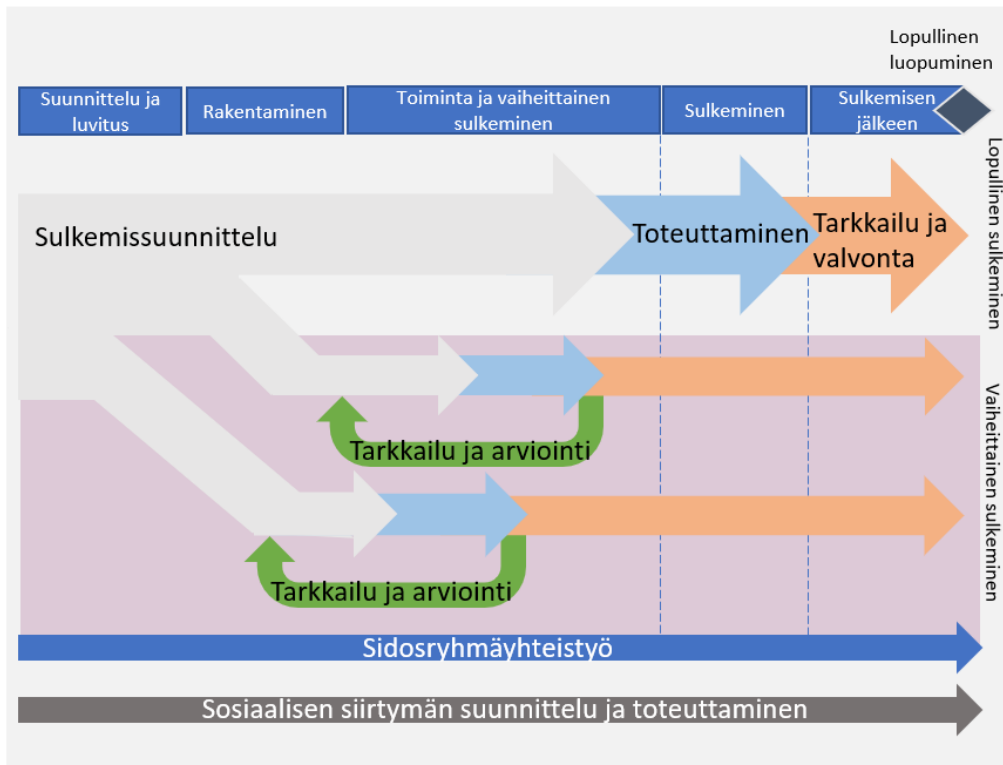 Lopullinen
luopuminen
Suunnittelu ja
luvitus
Rakentaminen
Toiminta ja vaiheittainen
sulkeminen
Sulkeminen
Sulkemisen
jälkeen
Lopullinen sulkeminen
Sulkemissuunnittelu
Toteuttaminen
Tarkkailu ja
valvonta
Vaiheittainen sulkeminen
Tarkkailu ja arviointi
Tarkkailu ja arviointi
Sidosryhmäyhteistyö
Sosiaalisen siirtymän suunnittelu ja toteuttaminen